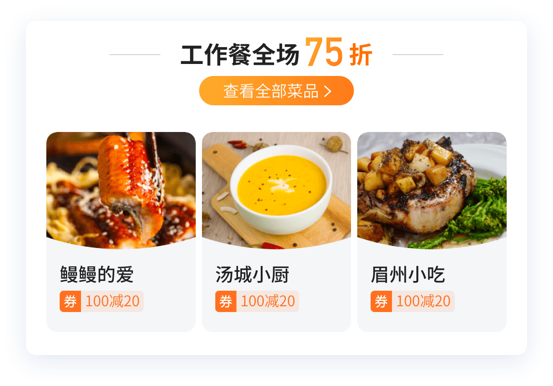 工作餐全场75折
查看全部菜品 >
鳗鳗的爱
券 100减20
汤城小厨
券 100减20
眉州小吃
券 100减20